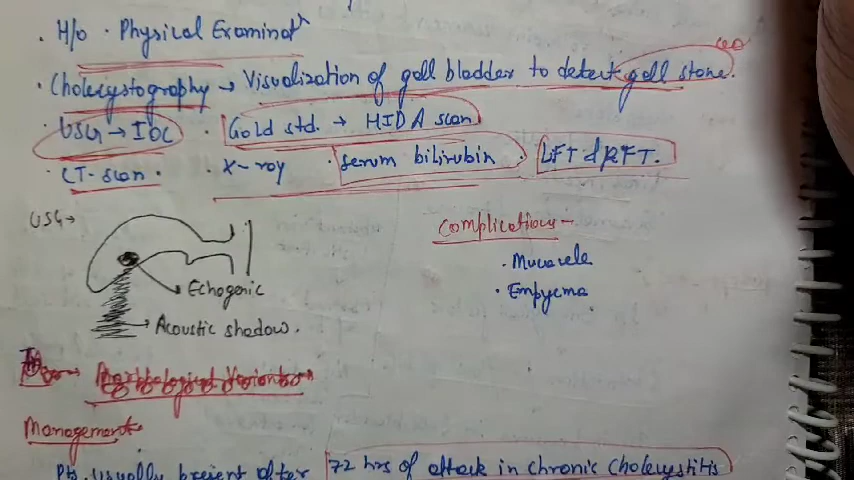 . H/o . Physical Examinatn
. Cholecystography → Visualization of gall bladder to detect gall stone.
. USG → IOC . Gold std. → HIDA scan
. CT-scan. . X-ray . Serum bilirubin . LFT & RFT.
USG→
Complications-
. Mucocele
. Empyema
Echogenic
Acoustic shadow.
Management
Pts. usually present after 72 hrs of attack in chronic cholecystitis